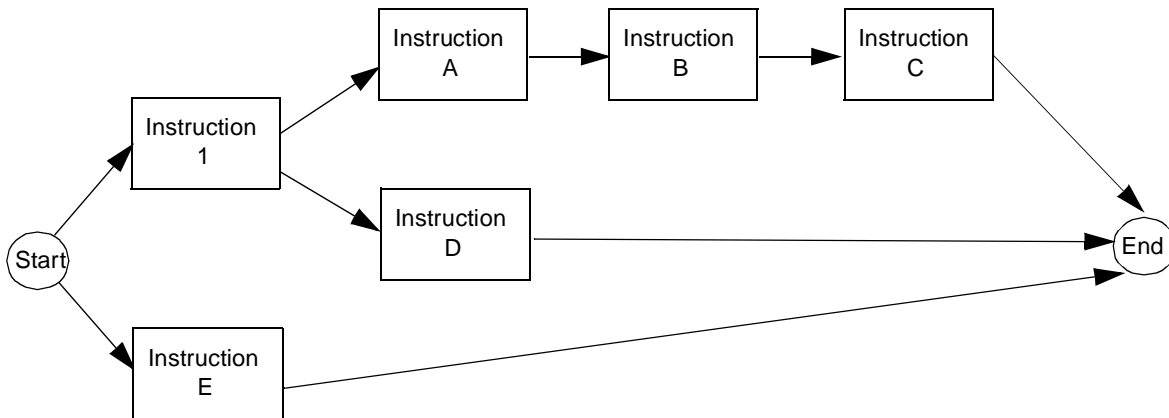 Instruction
A
Instruction
B
Instruction
C
Instruction
1
Instruction
D
Start
End
Instruction
E